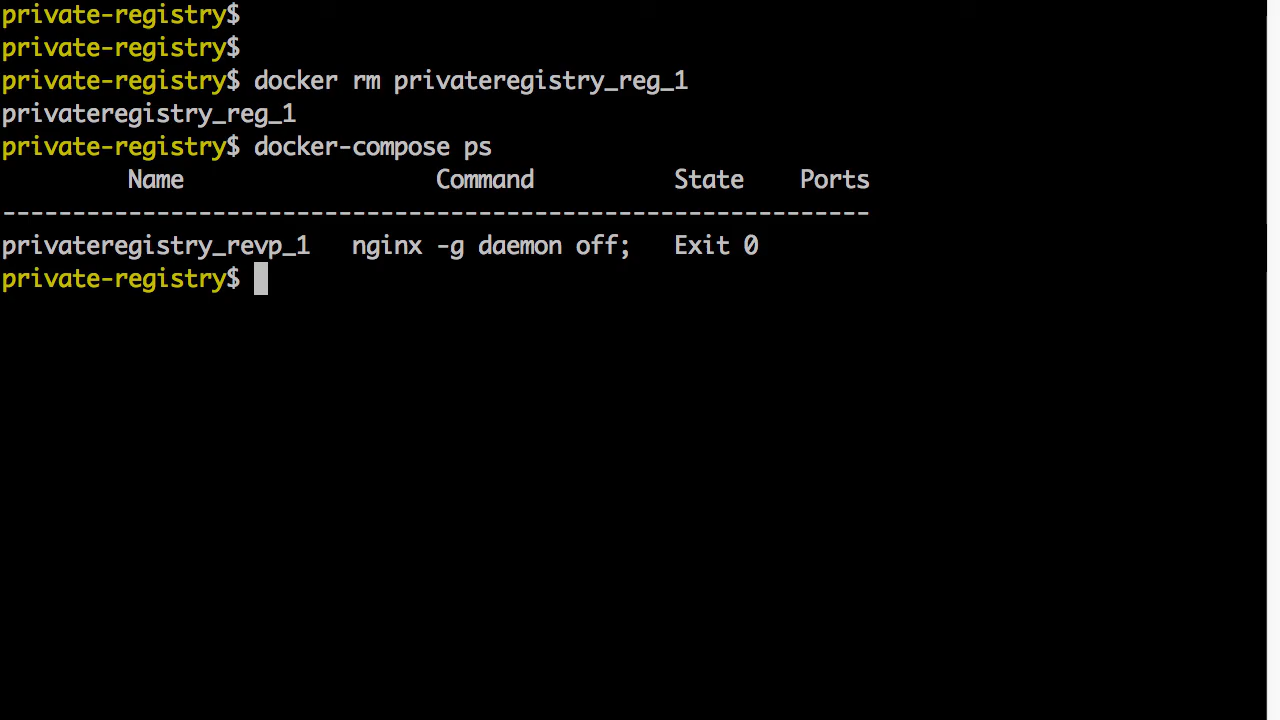 private-registry$
private-registry$
private-registry$ docker rm privateregistry_reg_1
privateregistry_reg_1
private-registry$ docker-compose ps
         Name                  Command          State    Ports
--------------------------------------------------------------
privateregistry_revp_1   nginx -g daemon off;   Exit 0
private-registry$